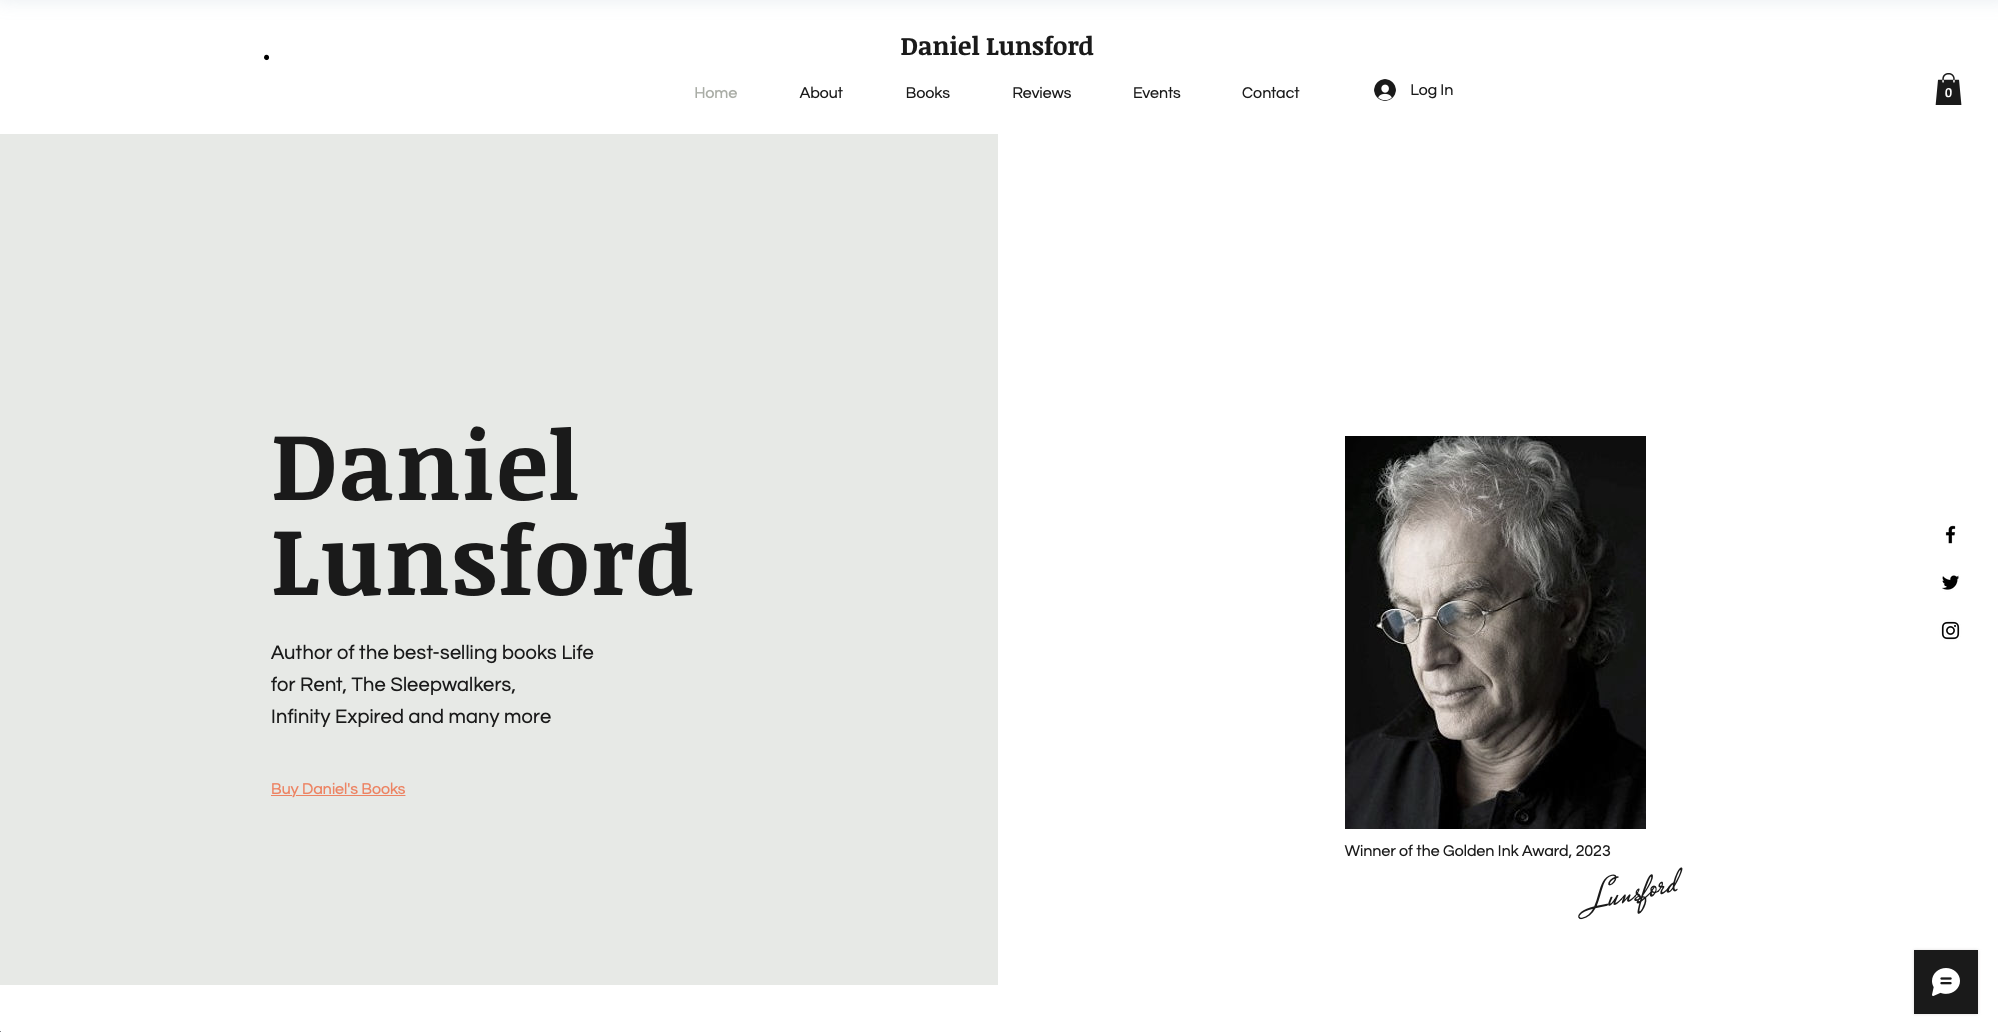 Daniel Lunsford
Home About Books Reviews Events Contact Log In
0
Daniel
Lunsford
Author of the best-selling books Life
for Rent, The Sleepwalkers,
Infinity Expired and many more
Buy Daniel's Books
Winner of the Golden Ink Award, 2023
Lunsford